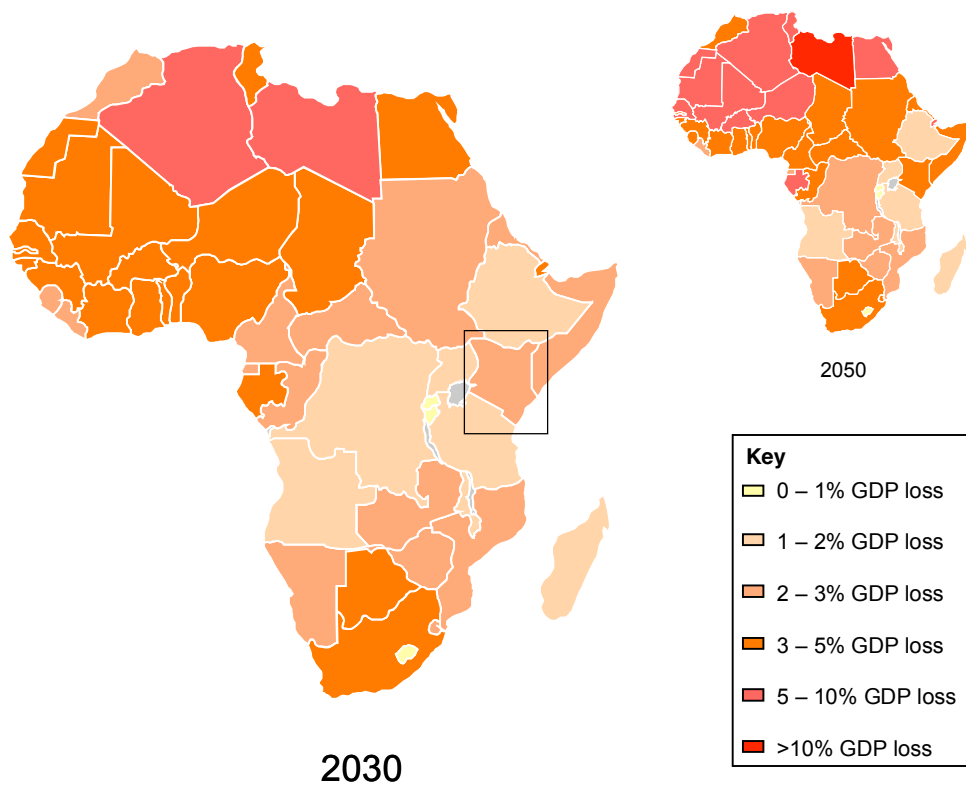 2050
Key
0 – 1% GDP loss
1 – 2% GDP loss
2 – 3% GDP loss
3 – 5% GDP loss
5 – 10% GDP loss
>10% GDP loss
2030